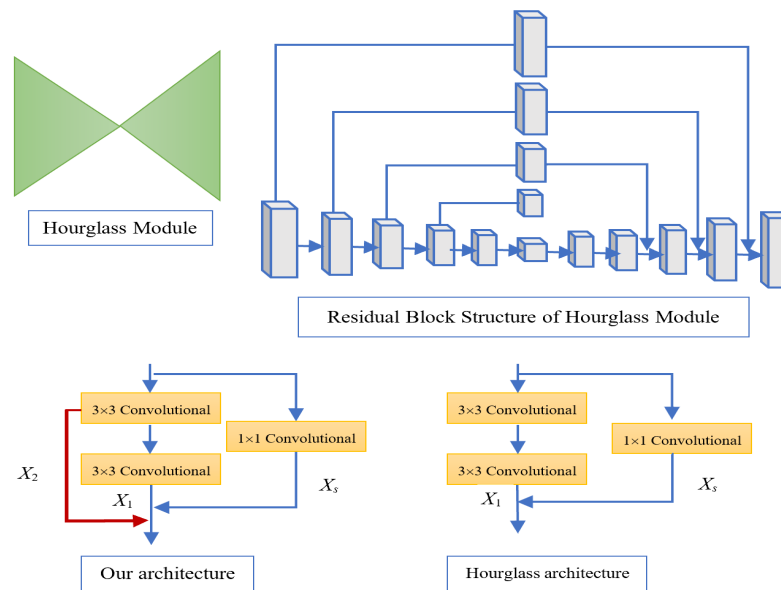 Hourglass Module
Residual Block Structure of Hourglass Module
3×3 Convolutional
1×1 Convolutional
3×3 Convolutional
X2
X1
Xs
Our architecture
3×3 Convolutional
1×1 Convolutional
3×3 Convolutional
X1
Xs
Hourglass architecture